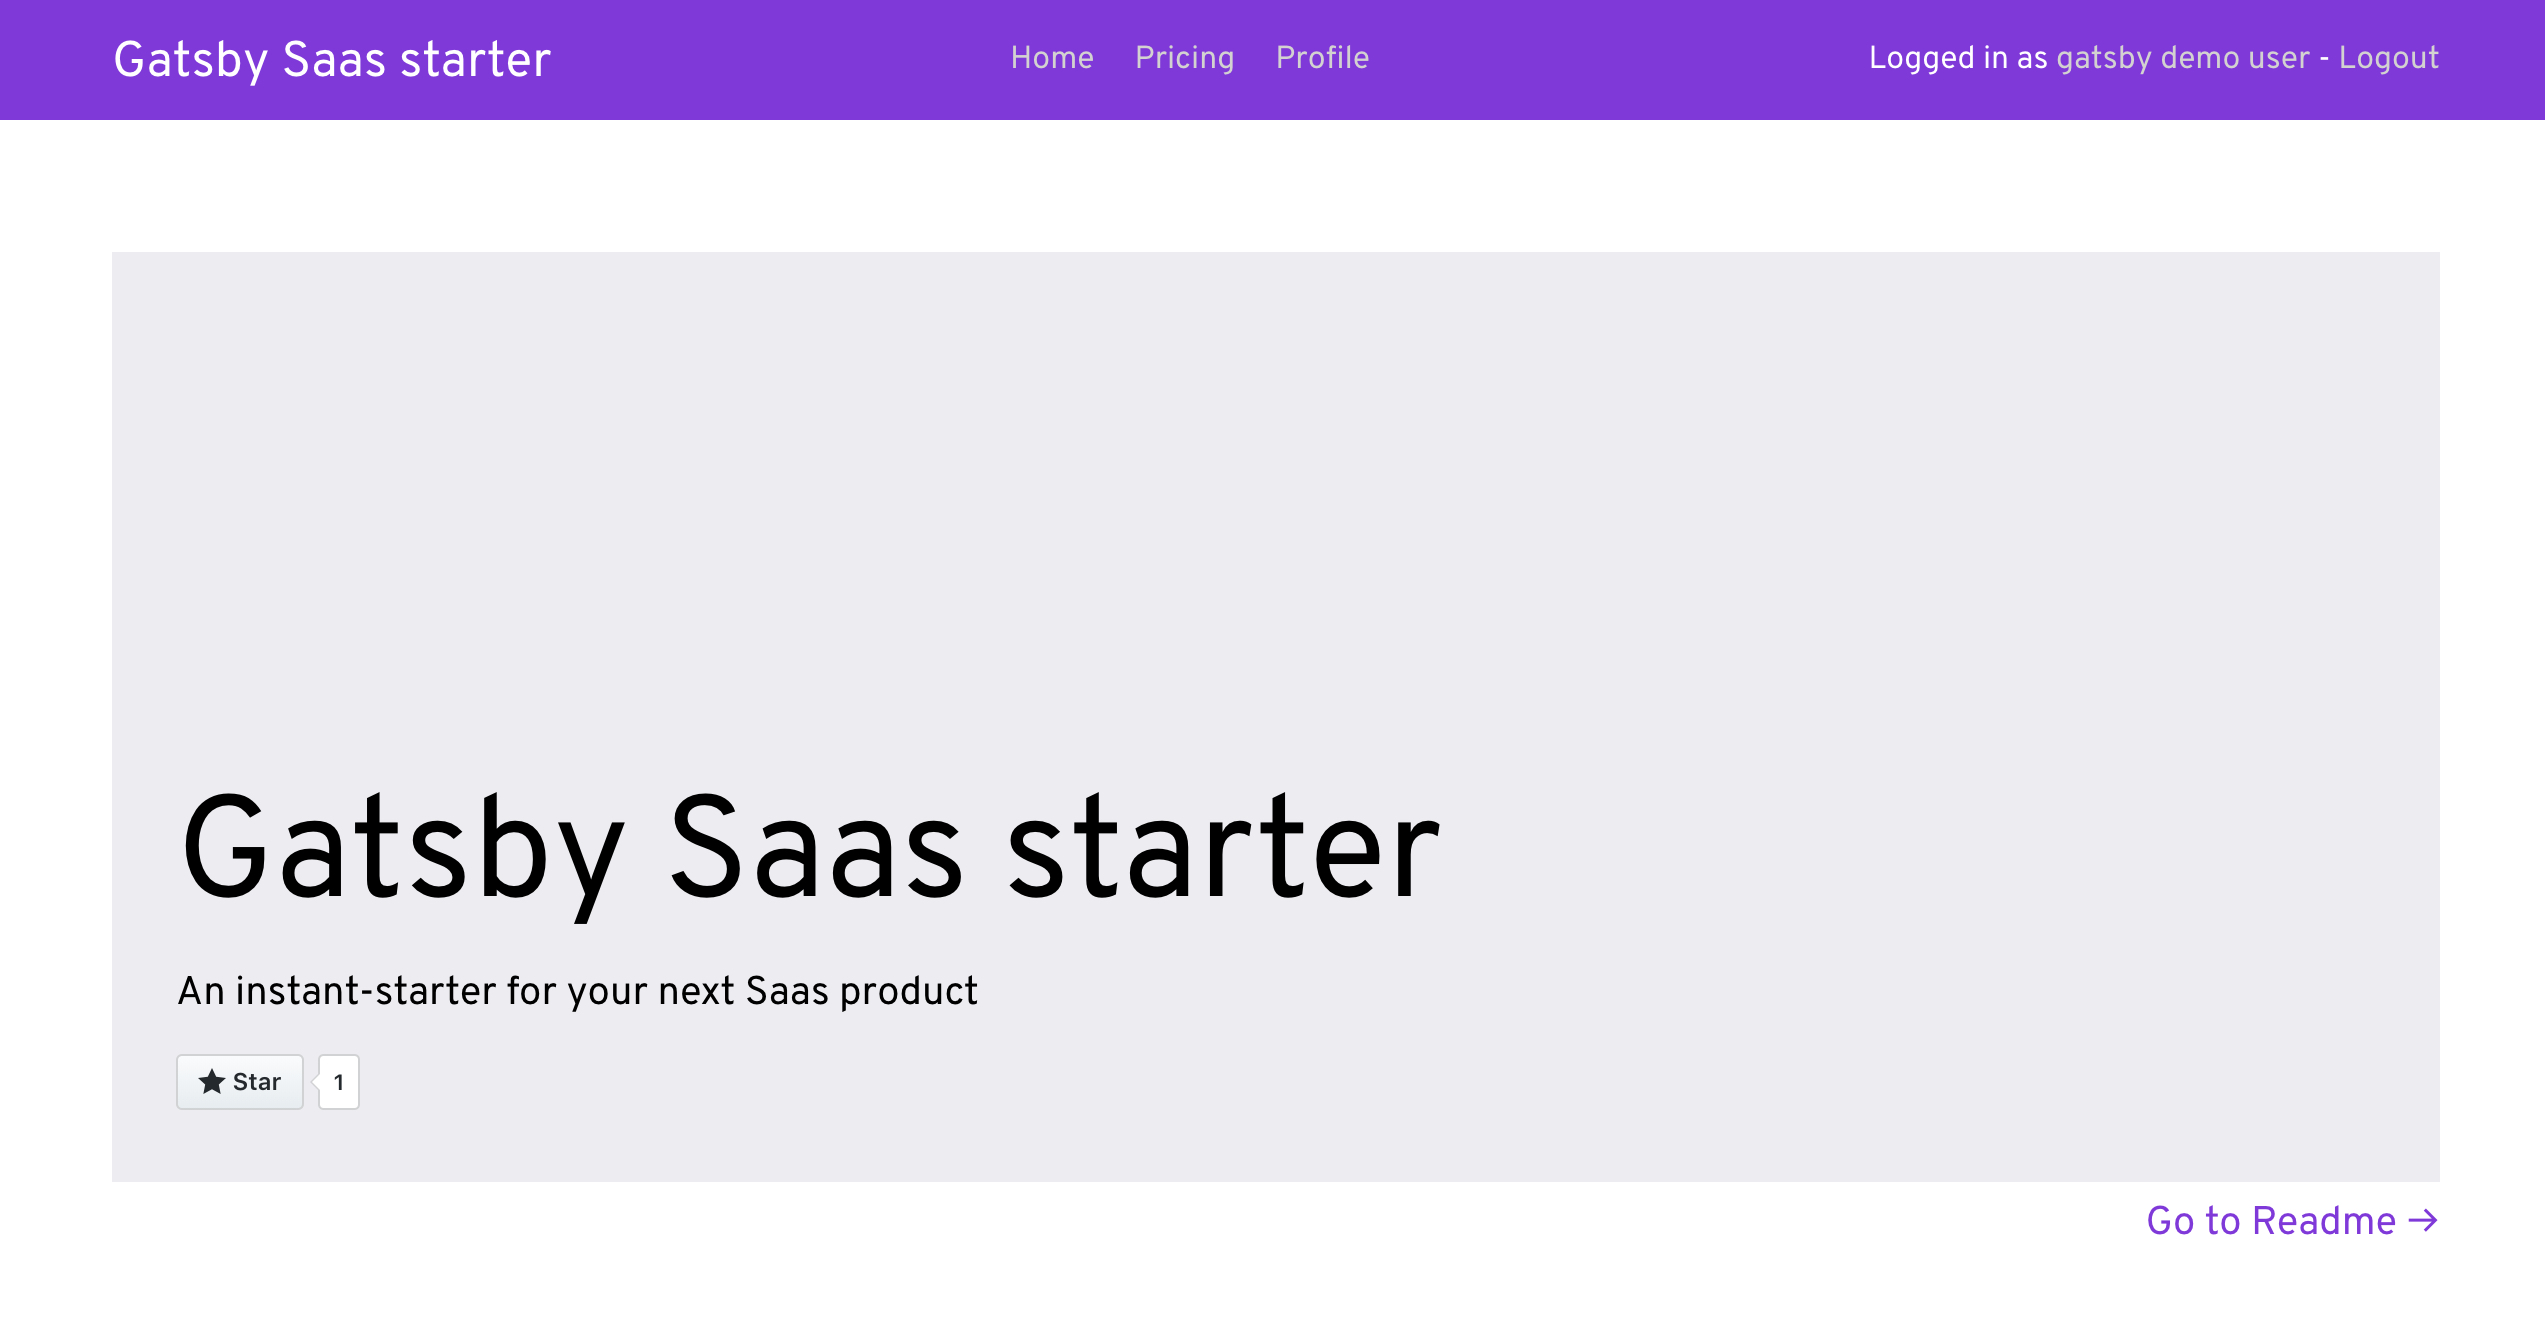 Gatsby Saas starter
Home Pricing Profile
Logged in as gatsby demo user - Logout
Gatsby Saas starter
An instant-starter for your next Saas product
Star 1
Go to Readme →